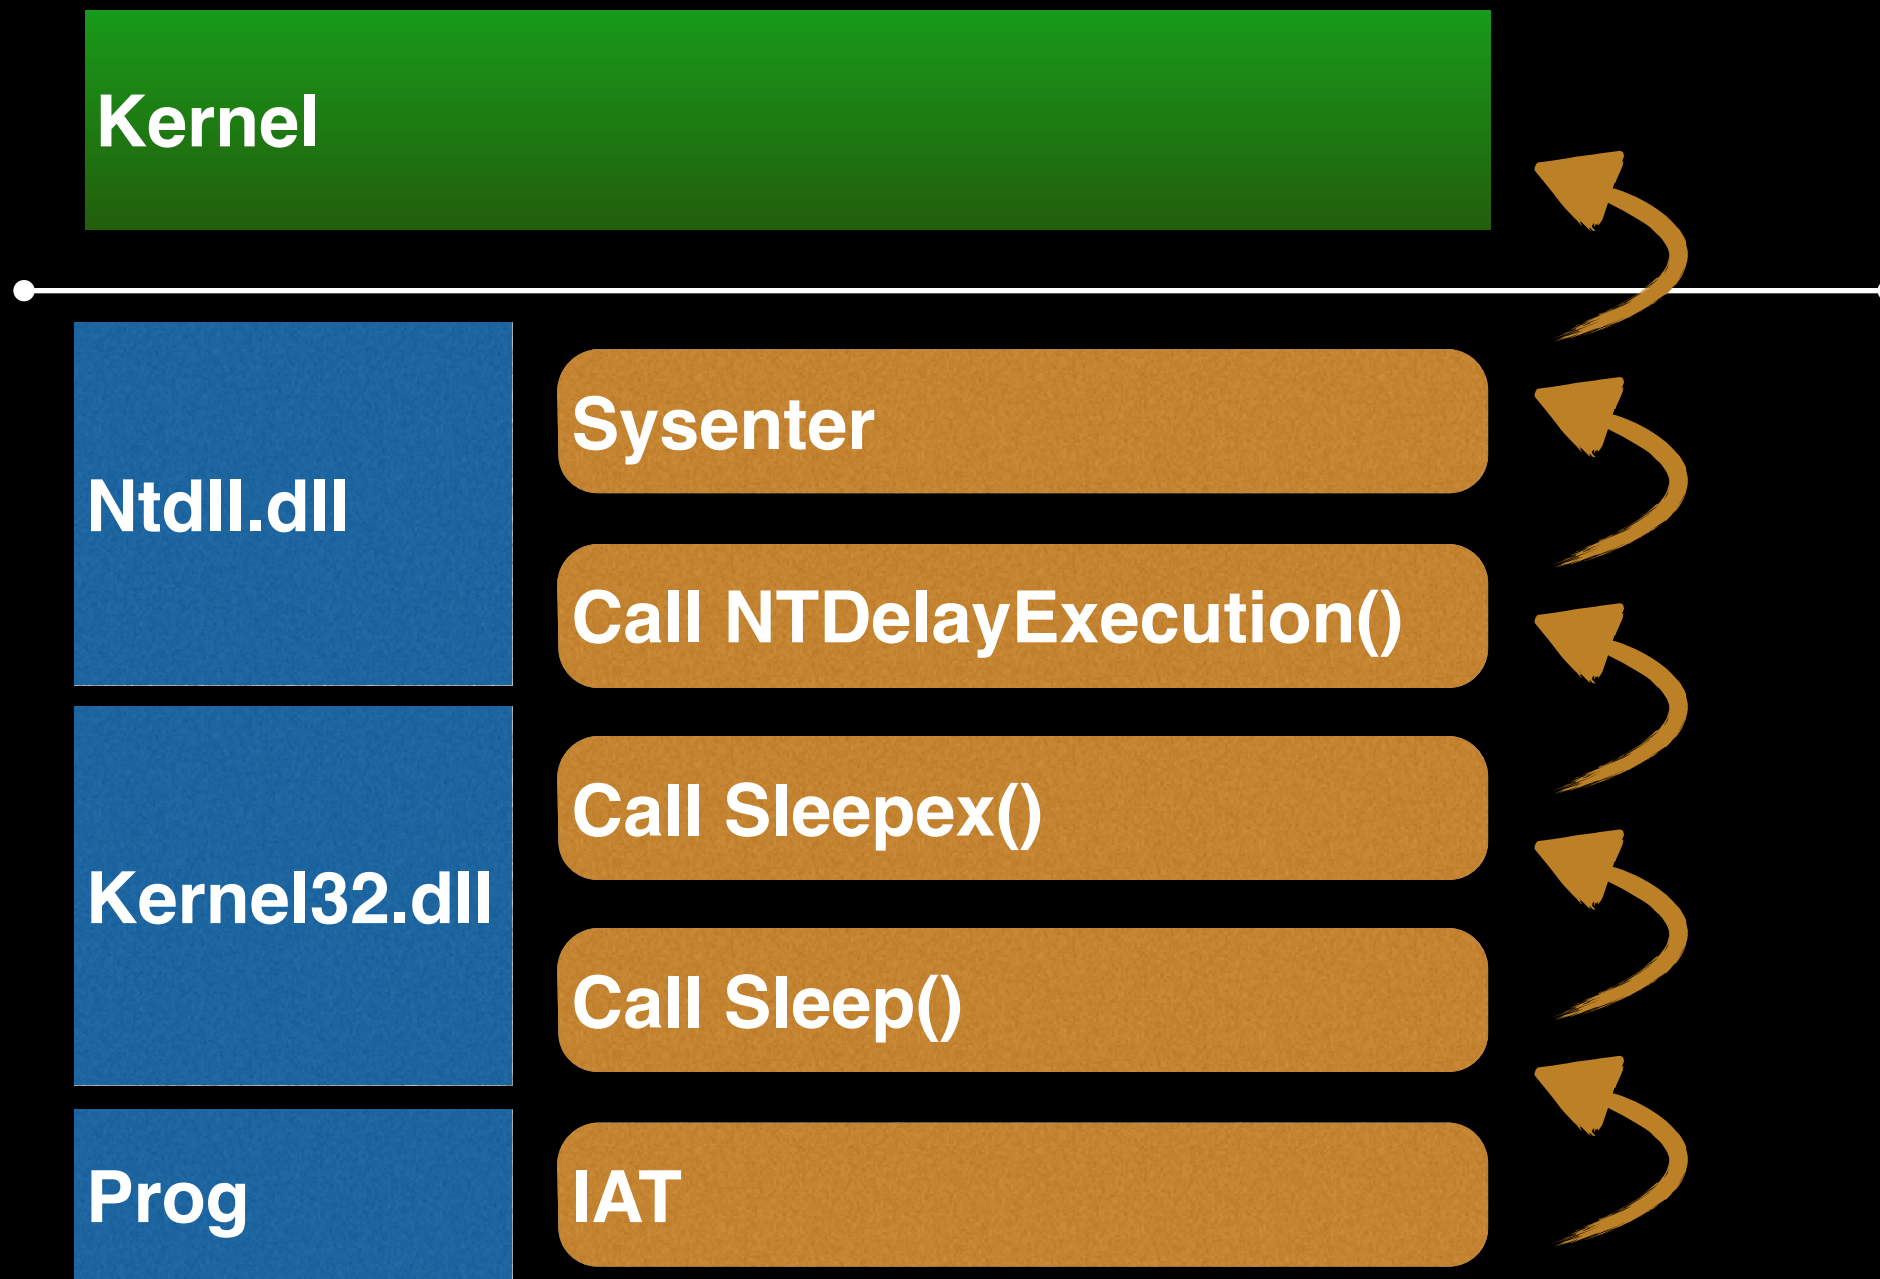 Kernel
Ntdll.dll
Sysenter
Call NTDelayExecution()
Kernel32.dll
Call Sleepex()
Call Sleep()
Prog
IAT